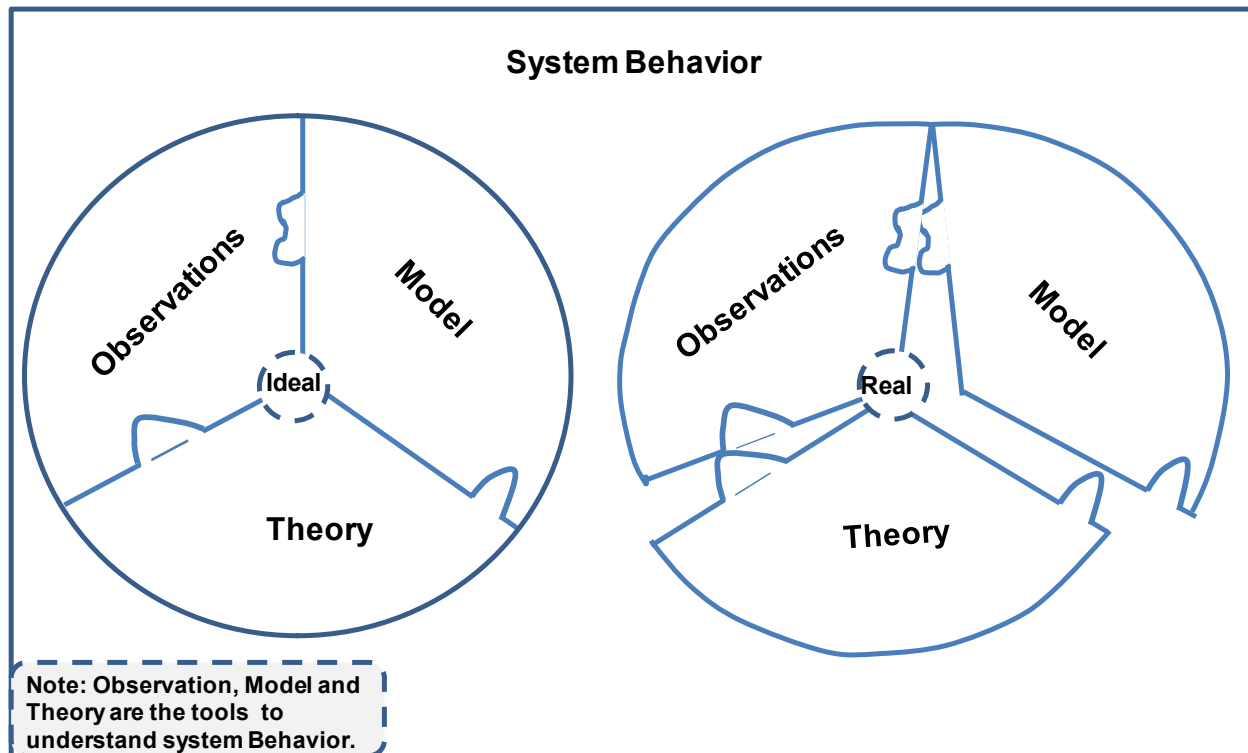 System Behavior
Observations
Model
Ideal
Theory
Observations
Model
Real
Theory
Note: Observation, Model and
Theory are the tools to
understand system Behavior.